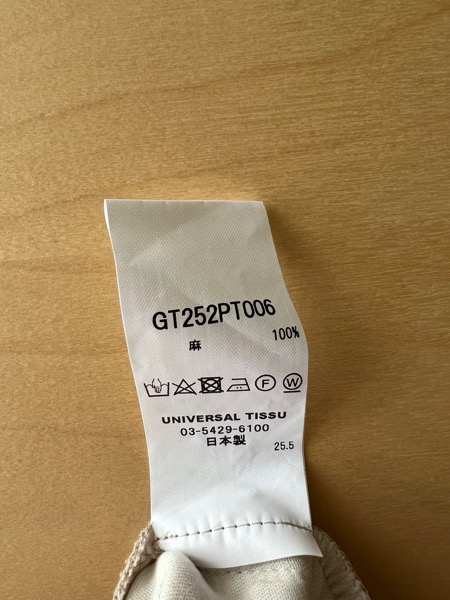 GT252PT006
麻 100%
F W
UNIVERSAL TISSU
03-5429-6100
日本製
25.5